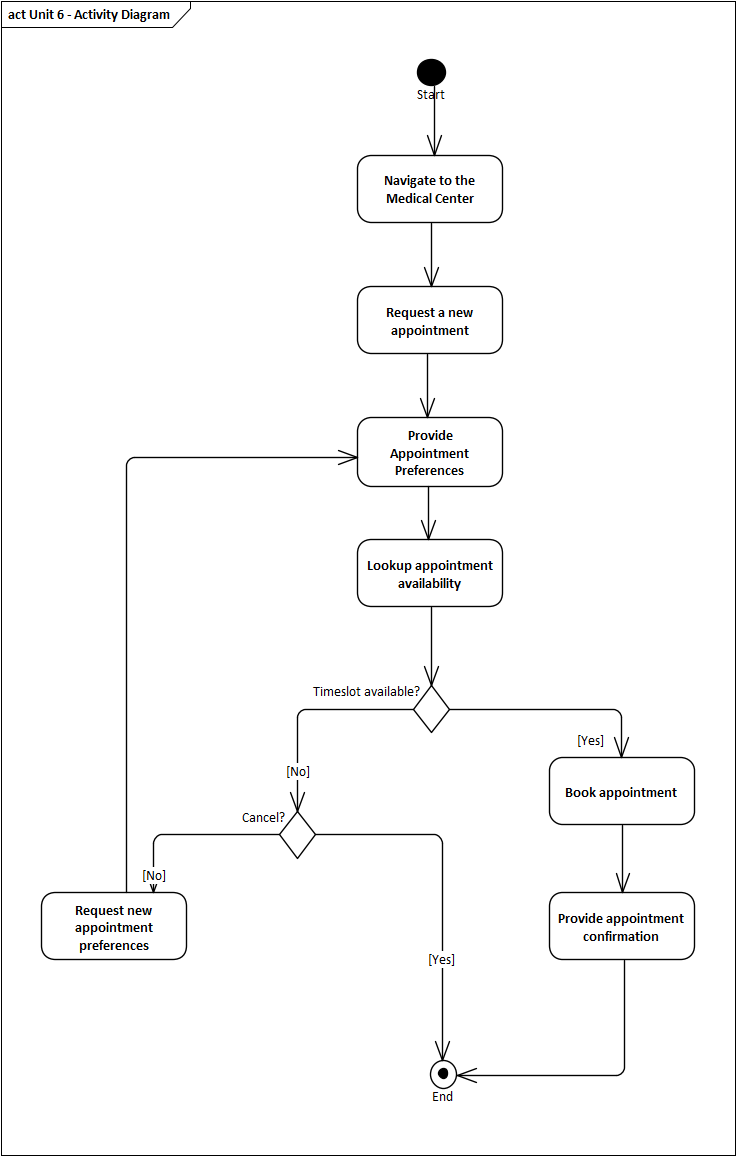 act Unit 6 - Activity Diagram
Start
Navigate to the
Medical Center
Request a new
appointment
Provide
Appointment
Preferences
Lookup appointment
availability
Timeslot available?
[Yes]
[No]
Book appointment
Cancel?
[No]
Request new
appointment
preferences
Provide appointment
confirmation
[Yes]
End